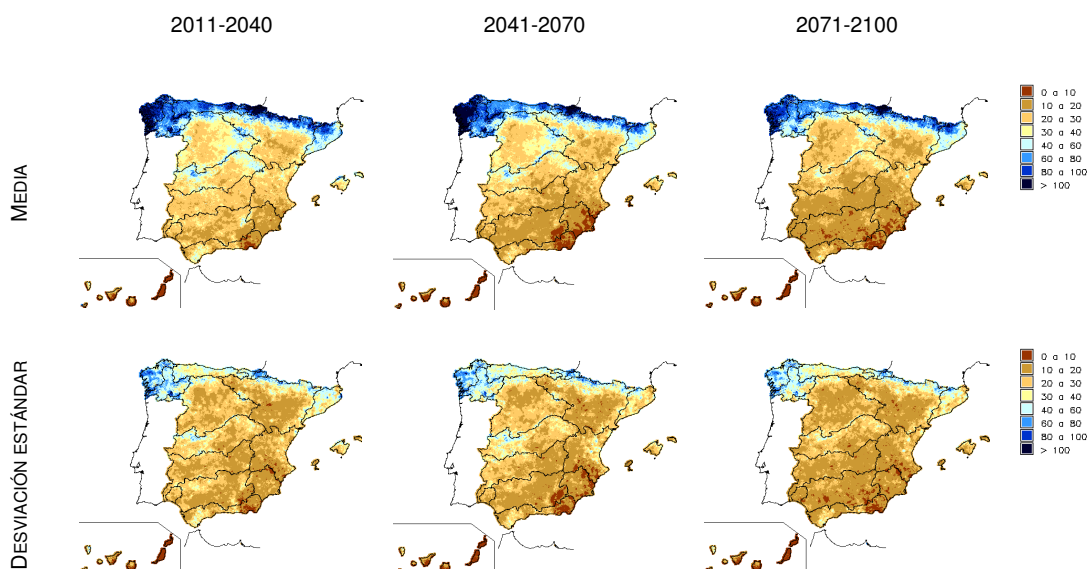 2011-2040
2041-2070
2071-2100
MEDIA
0 a 10
10 a 20
20 a 30
30 a 40
40 a 60
60 a 80
80 a 100
> 100
DESVIACIÓN ESTÁNDAR
0 a 10
10 a 20
20 a 30
30 a 40
40 a 60
60 a 80
80 a 100
> 100